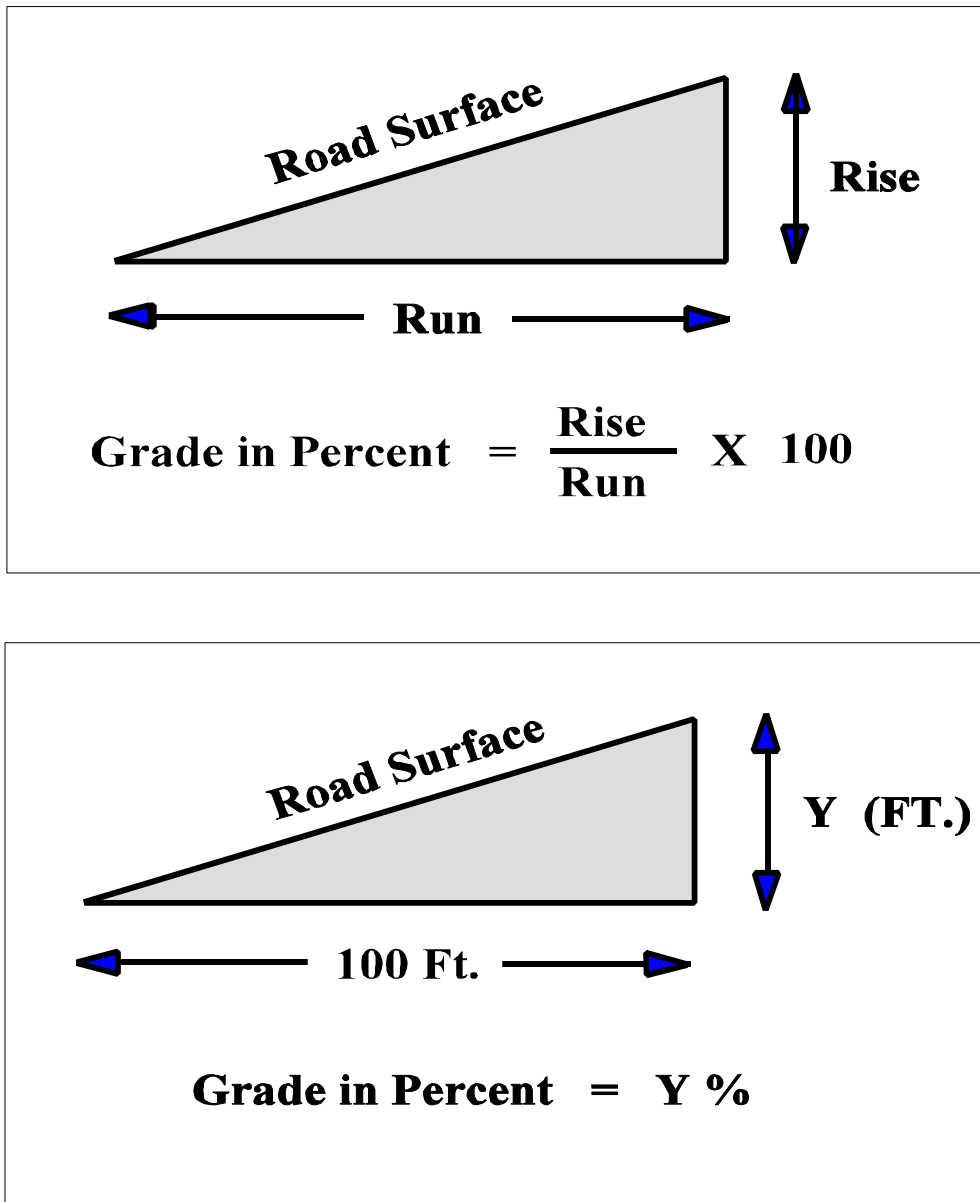 Road Surface
Rise
Run
Grade in Percent = Rise
Run X 100
Road Surface
Y (FT.)
100 Ft.
Grade in Percent = Y %